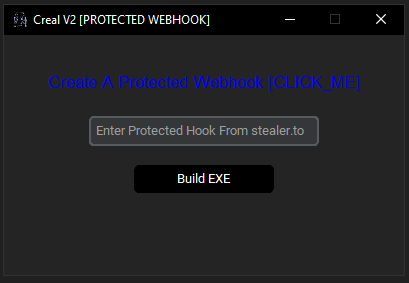 Creal V2 [PROTECTED WEBHOOK]
Create A Protected Webhook [CLICK_ME]
Enter Protected Hook From stealer.to
Build EXE